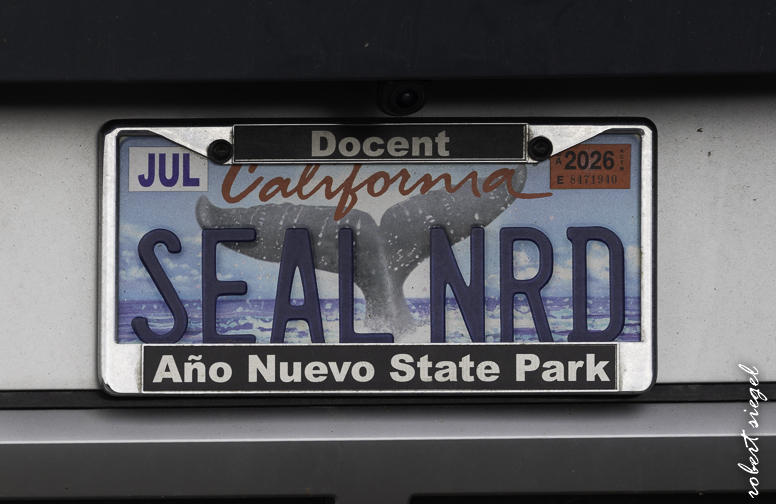 Docent
JUL
California
2026
E 8471940
SEAL NRD
Año Nuevo State Park
robert siegel